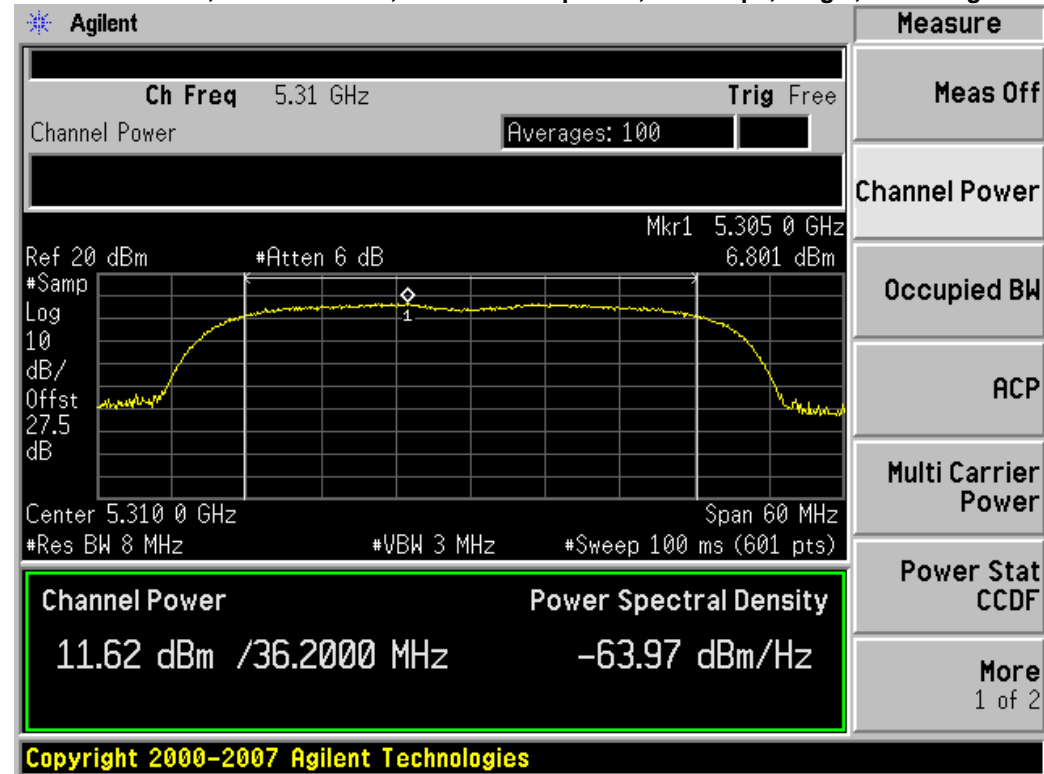 Agilent
Measure
Ch Freq 5.31 GHz Trig Free
Channel Power Averages: 100
Mkr1 5.305 0 GHz
Ref 20 dBm #Atten 6 dB 6.801 dBm
#Samp
Log
10
dB/
Offst
27.5
dB
1
Center 5.310 0 GHz Span 60 MHz
#Res BW 8 MHz #VBW 3 MHz #Sweep 100 ms (601 pts)
Channel Power Power Spectral Density
11.62 dBm /36.2000 MHz -63.97 dBm/Hz
Copyright 2000-2007 Agilent Technologies
Meas Off
Channel Power
Occupied BW
ACP
Multi Carrier
Power
Power Stat
CCDF
More
1 of 2